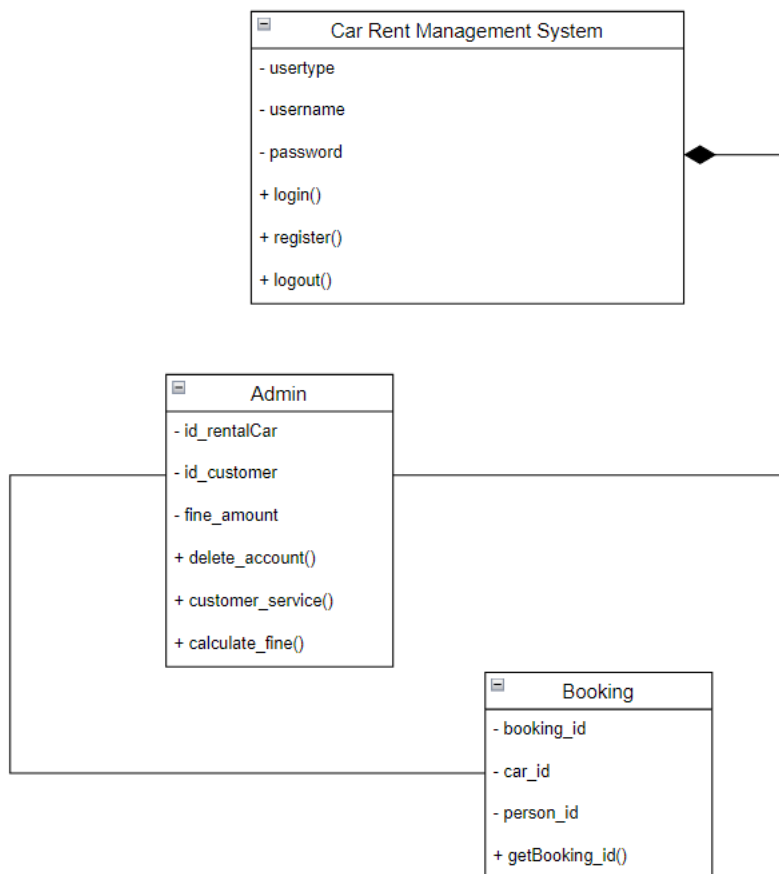 Car Rent Management System
- usertype
- username
- password
+ login()
+ register()
+ logout()
Admin
- id_rentalCar
- id_customer
- fine_amount
+ delete_account()
+ customer_service()
+ calculate_fine()
Booking
- booking_id
- car_id
- person_id
+ getBooking_id()